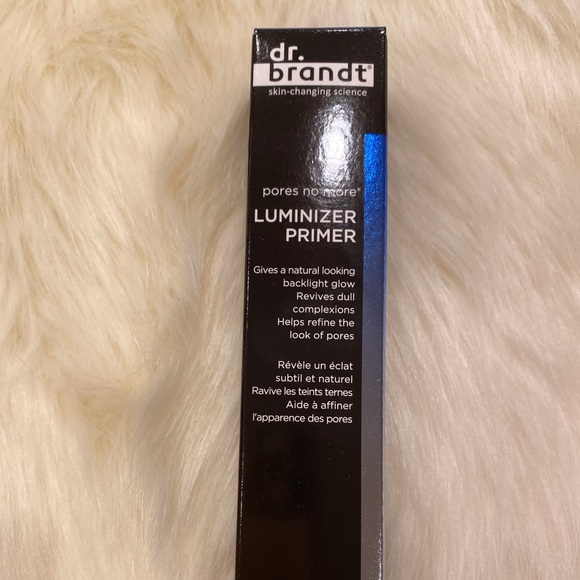 dr.
brandt®
skin-changing science
pores no more®
LUMINIZER
PRIMER
Gives a natural looking
backlight glow
Revives dull
complexions
Helps refine the
look of pores
Révèle un éclat
subtil et naturel
Ravive les teints ternes
Aide à affiner
l'apparence des pores